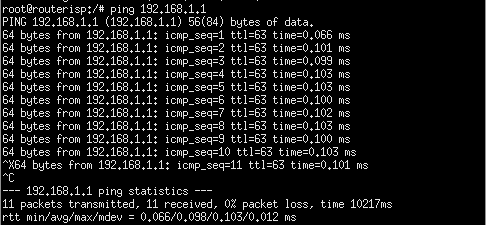 root@routerisp:/# ping 192.168.1.1
PING 192.168.1.1 (192.168.1.1) 56(84) bytes of data.
64 bytes from 192.168.1.1: icmp_seq=1 ttl=63 time=0.066 ms
64 bytes from 192.168.1.1: icmp_seq=2 ttl=63 time=0.101 ms
64 bytes from 192.168.1.1: icmp_seq=3 ttl=63 time=0.099 ms
64 bytes from 192.168.1.1: icmp_seq=4 ttl=63 time=0.103 ms
64 bytes from 192.168.1.1: icmp_seq=5 ttl=63 time=0.103 ms
64 bytes from 192.168.1.1: icmp_seq=6 ttl=63 time=0.100 ms
64 bytes from 192.168.1.1: icmp_seq=7 ttl=63 time=0.102 ms
64 bytes from 192.168.1.1: icmp_seq=8 ttl=63 time=0.103 ms
64 bytes from 192.168.1.1: icmp_seq=9 ttl=63 time=0.100 ms
64 bytes from 192.168.1.1: icmp_seq=10 ttl=63 time=0.103 ms
^X64 bytes from 192.168.1.1: icmp_seq=11 ttl=63 time=0.101 ms
^C
--- 192.168.1.1 ping statistics ---
11 packets transmitted, 11 received, 0% packet loss, time 10217ms
rtt min/avg/max/mdev = 0.066/0.098/0.103/0.012 ms